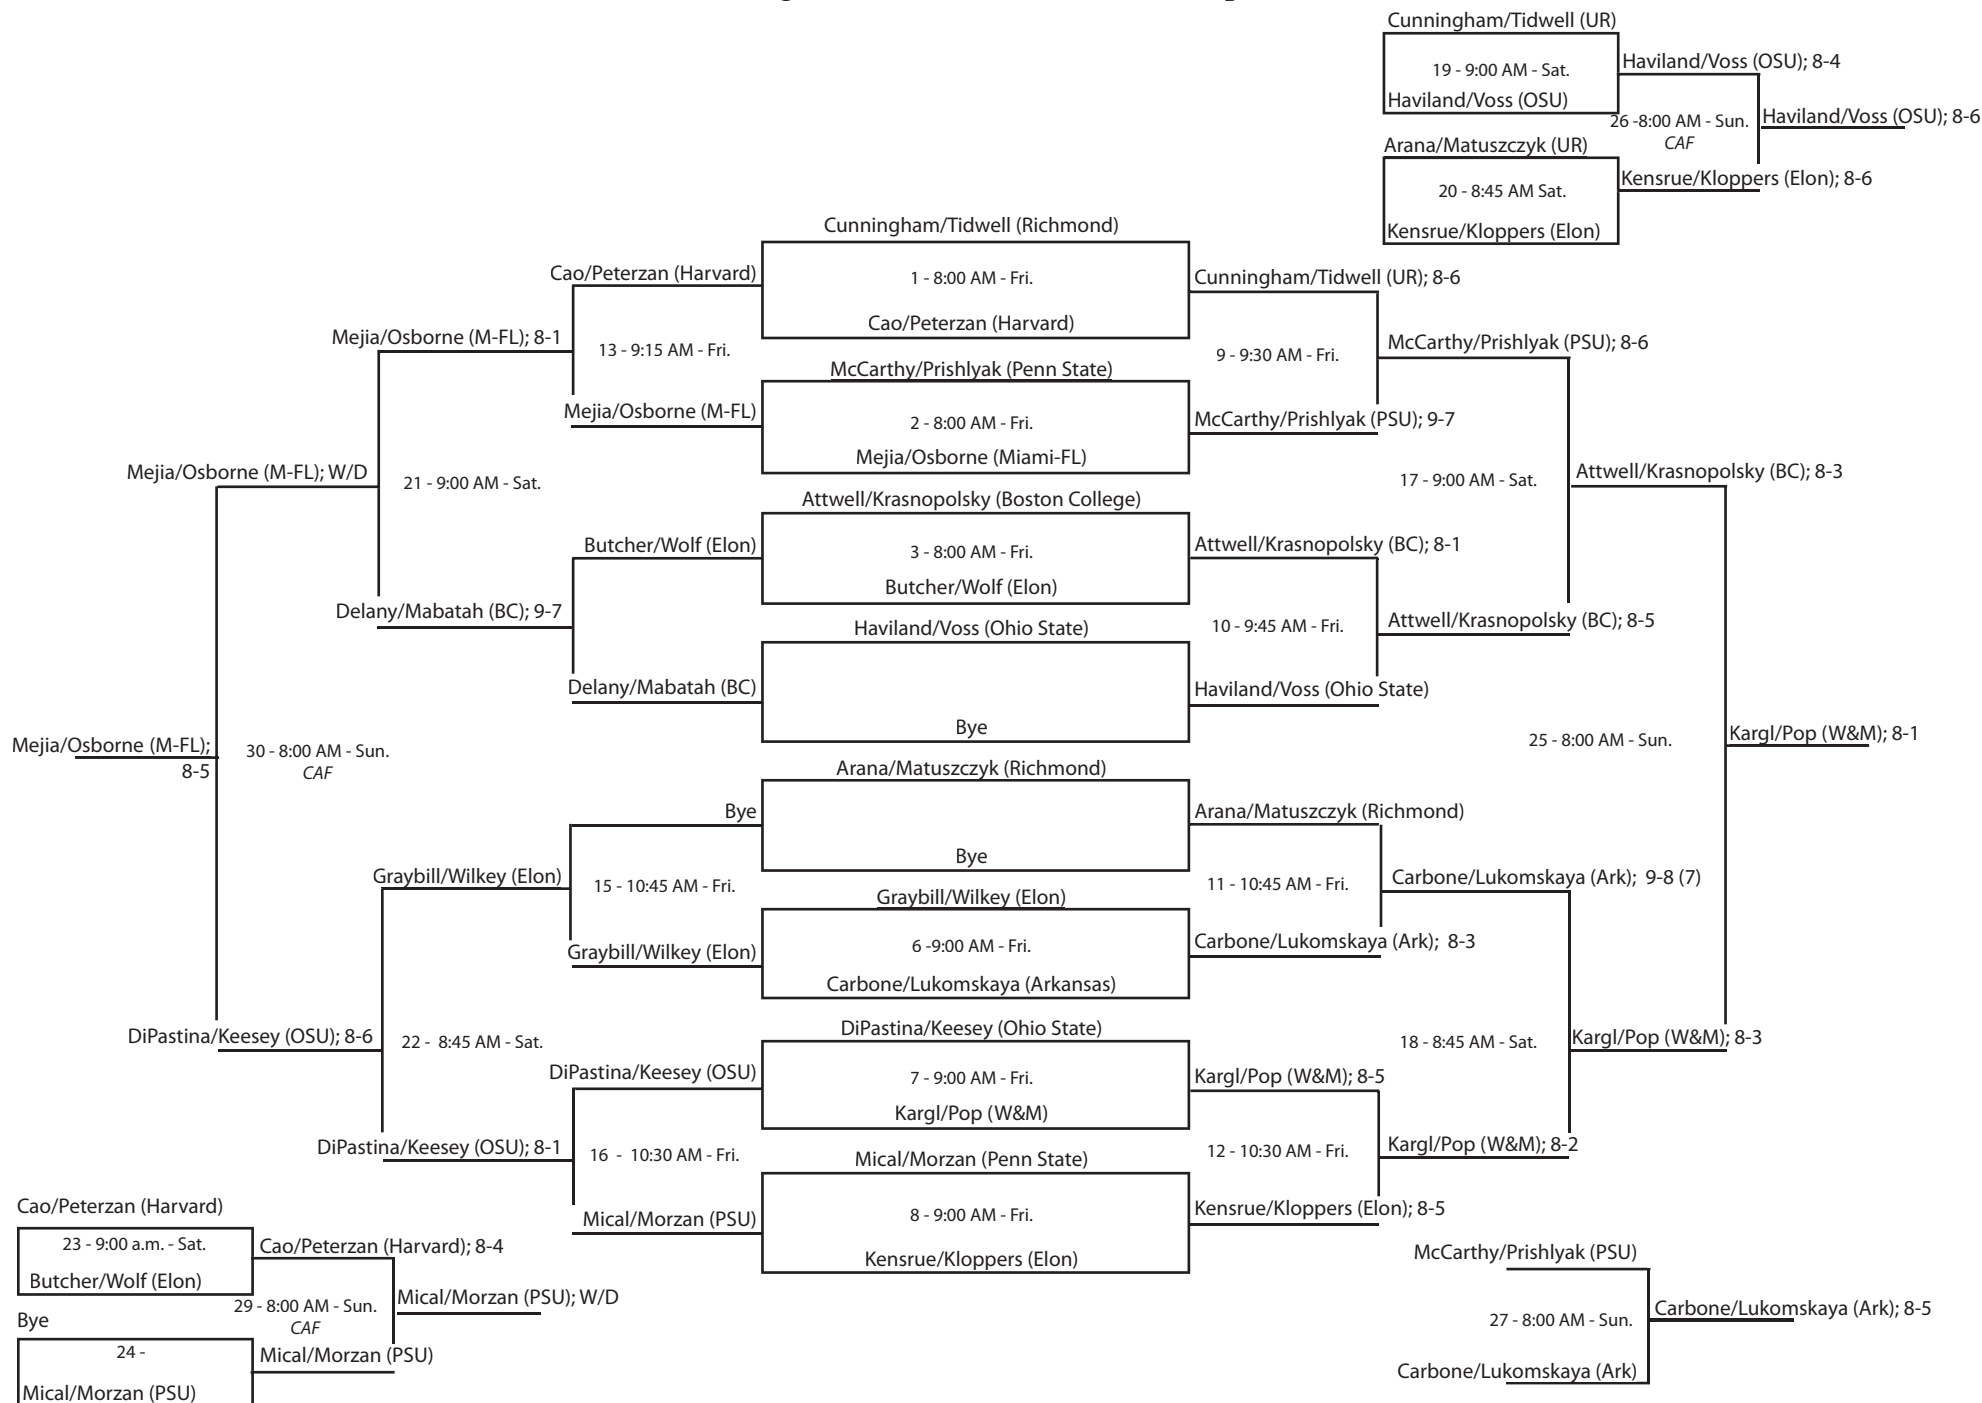 Cunningham/Tidwell (UR)
19 - 9:00 AM - Sat.
Haviland/Voss (OSU)
Haviland/Voss (OSU); 8-4
26 -8:00 AM - Sun.
CAF
Haviland/Voss (OSU); 8-6
Arana/Matuszczyk (UR)
20 - 8:45 AM Sat.
Kensrue/Kloppers (Elon)
Kensrue/Kloppers (Elon); 8-6
Cunningham/Tidwell (Richmond)
1 - 8:00 AM - Fri.
Cao/Peterzan (Harvard)
McCarthy/Prishlyak (Penn State)
2 - 8:00 AM - Fri.
Mejia/Osborne (Miami-FL)
Attwell/Krasnopolsky (Boston College)
3 - 8:00 AM - Fri.
Butcher/Wolf (Elon)
Haviland/Voss (Ohio State)
Bye
Arana/Matuszczyk (Richmond)
Bye
Graybill/Wilkey (Elon)
6 -9:00 AM - Fri.
Carbone/Lukomskaya (Arkansas)
DiPastina/Keesey (Ohio State)
7 - 9:00 AM - Fri.
Kargl/Pop (W&M)
Mical/Morzan (Penn State)
8 - 9:00 AM - Fri.
Kensrue/Kloppers (Elon)
Cunningham/Tidwell (UR); 8-6
9 - 9:30 AM - Fri.
McCarthy/Prishlyak (PSU); 9-7
Attwell/Krasnopolsky (BC); 8-1
10 - 9:45 AM - Fri.
Haviland/Voss (Ohio State)
Arana/Matuszczyk (Richmond)
11 - 10:45 AM - Fri.
Carbone/Lukomskaya (Ark);  8-3
Kargl/Pop (W&M); 8-5
12 - 10:30 AM - Fri.
Kensrue/Kloppers (Elon); 8-5
McCarthy/Prishlyak (PSU); 8-6
17 - 9:00 AM - Sat.
Attwell/Krasnopolsky (BC); 8-5
Carbone/Lukomskaya (Ark);  9-8 (7)
18 - 8:45 AM - Sat.
Kargl/Pop (W&M); 8-2
Attwell/Krasnopolsky (BC); 8-3
25 - 8:00 AM - Sun.
Kargl/Pop (W&M); 8-3
Kargl/Pop (W&M); 8-1
Cao/Peterzan (Harvard)
13 - 9:15 AM - Fri.
Mejia/Osborne (M-FL)
Butcher/Wolf (Elon)
Delany/Mabatah (BC)
Bye
15 - 10:45 AM - Fri.
Graybill/Wilkey (Elon)
DiPastina/Keesey (OSU)
16 - 10:30 AM - Fri.
Mical/Morzan (PSU)
Mejia/Osborne (M-FL); 8-1
21 - 9:00 AM - Sat.
Delany/Mabatah (BC); 9-7
Graybill/Wilkey (Elon)
22 - 8:45 AM - Sat.
DiPastina/Keesey (OSU); 8-1
Mejia/Osborne (M-FL); W/D
30 - 8:00 AM - Sun.
CAF
DiPastina/Keesey (OSU); 8-6
Mejia/Osborne (M-FL);
8-5
Cao/Peterzan (Harvard)
23 - 9:00 a.m. - Sat.
Butcher/Wolf (Elon)
Cao/Peterzan (Harvard); 8-4
29 - 8:00 AM - Sun.
CAF
Mical/Morzan (PSU); W/D
Bye
24 -
Mical/Morzan (PSU)
Mical/Morzan (PSU)
McCarthy/Prishlyak (PSU)
27 - 8:00 AM - Sun.
Carbone/Lukomskaya (Ark)
Carbone/Lukomskaya (Ark); 8-5